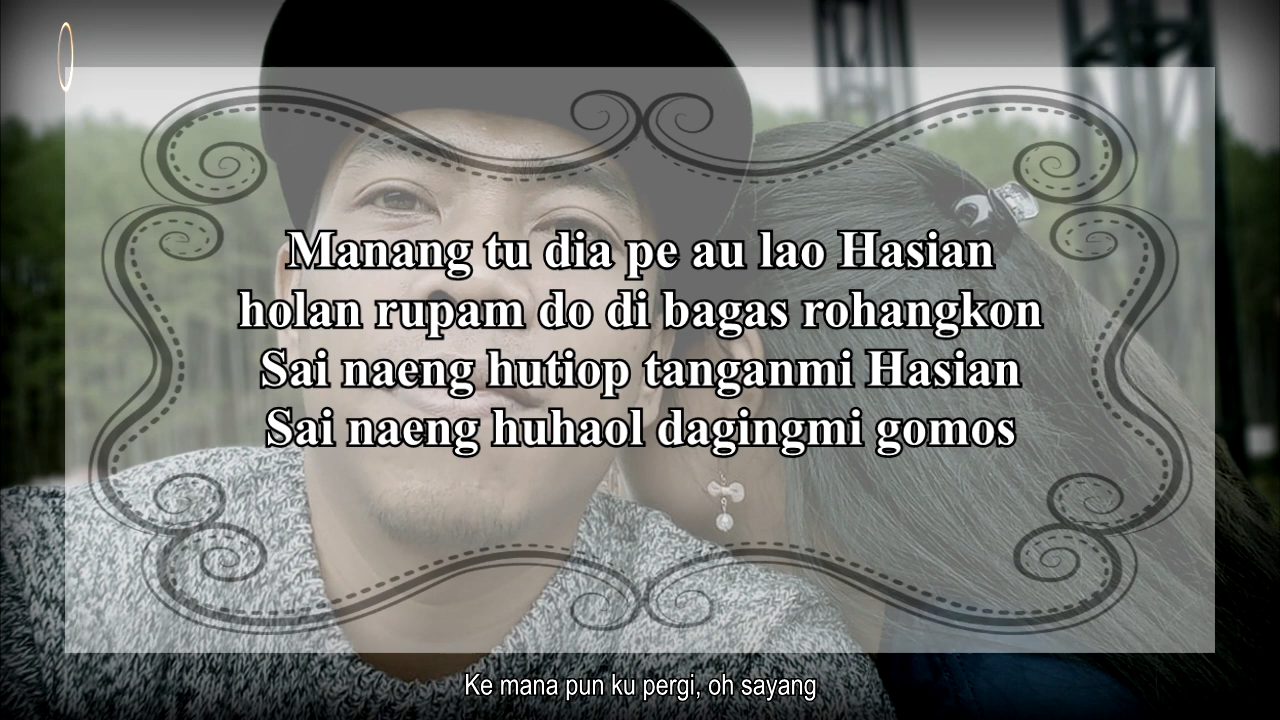 Manang tu dia pe au lao Hasian
holan rupam do di bagas rohangkon
Sai naeng hutiop tanganmi Hasian
Sai naeng huhaol dagingmi gomos
Ke mana pun ku pergi, oh sayang